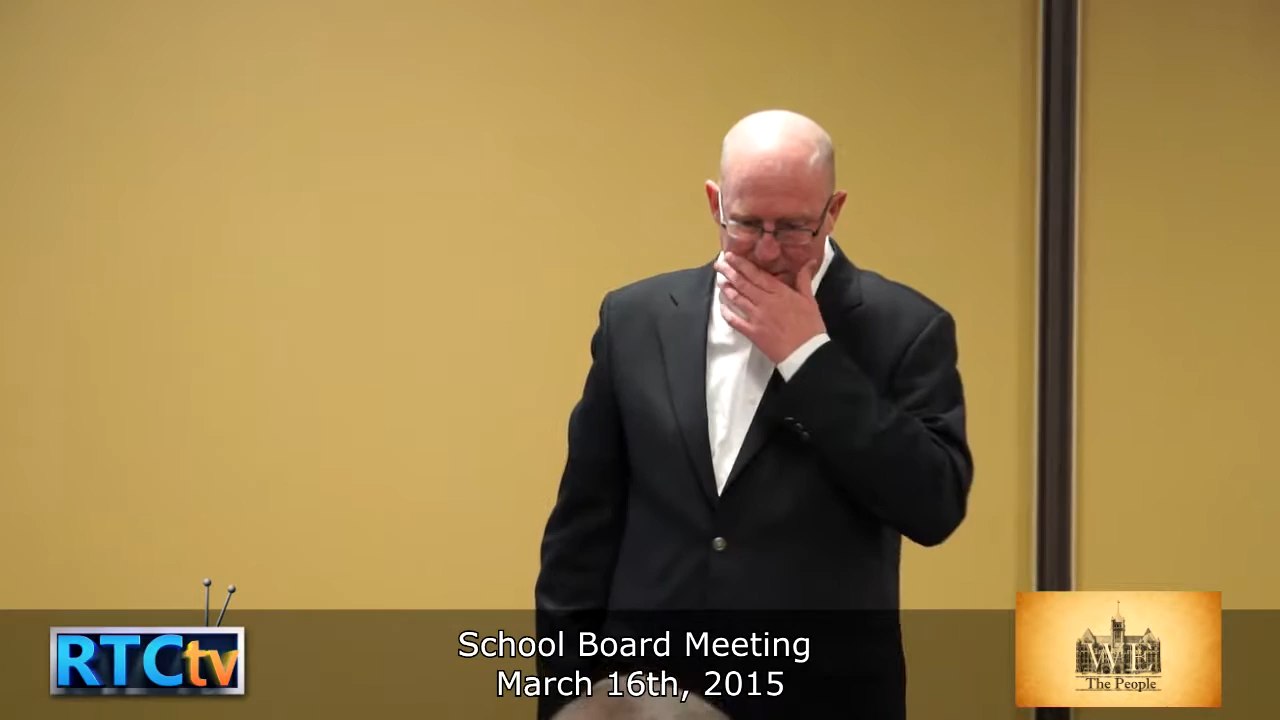 RTCtv
School Board Meeting
March 16th, 2015
WE
The People